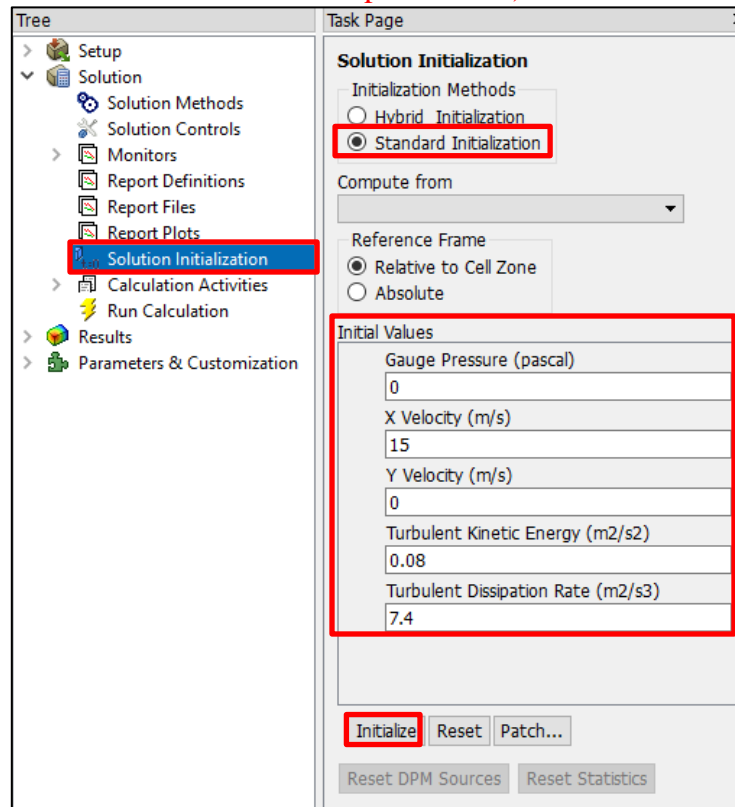 Tree
Task Page
Setup
Solution
Solution Methods
Solution Controls
Monitors
Report Definitions
Report Files
Report Plots
Solution Initialization
Calculation Activities
Run Calculation
Results
Parameters & Customization
Solution Initialization
Initialization Methods
Hybrid Initialization
Standard Initialization
Compute from
Reference Frame
Relative to Cell Zone
Absolute
Initial Values
Gauge Pressure (pascal)
0
X Velocity (m/s)
15
Y Velocity (m/s)
0
Turbulent Kinetic Energy (m2/s2)
0.08
Turbulent Dissipation Rate (m2/s3)
7.4
Initialize Reset Patch...
Reset DPM Sources Reset Statistics